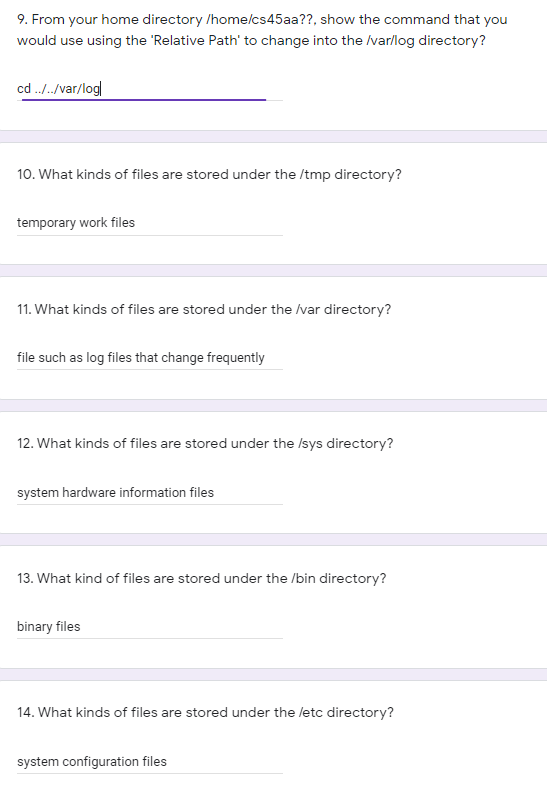 9. From your home directory /home/cs45aa??, show the command that you
would use using the 'Relative Path' to change into the /var/log directory?
cd ../../var/log
10. What kinds of files are stored under the /tmp directory?
temporary work files
11. What kinds of files are stored under the /var directory?
file such as log files that change frequently
12. What kinds of files are stored under the /sys directory?
system hardware information files
13. What kind of files are stored under the /bin directory?
binary files
14. What kinds of files are stored under the /etc directory?
system configuration files